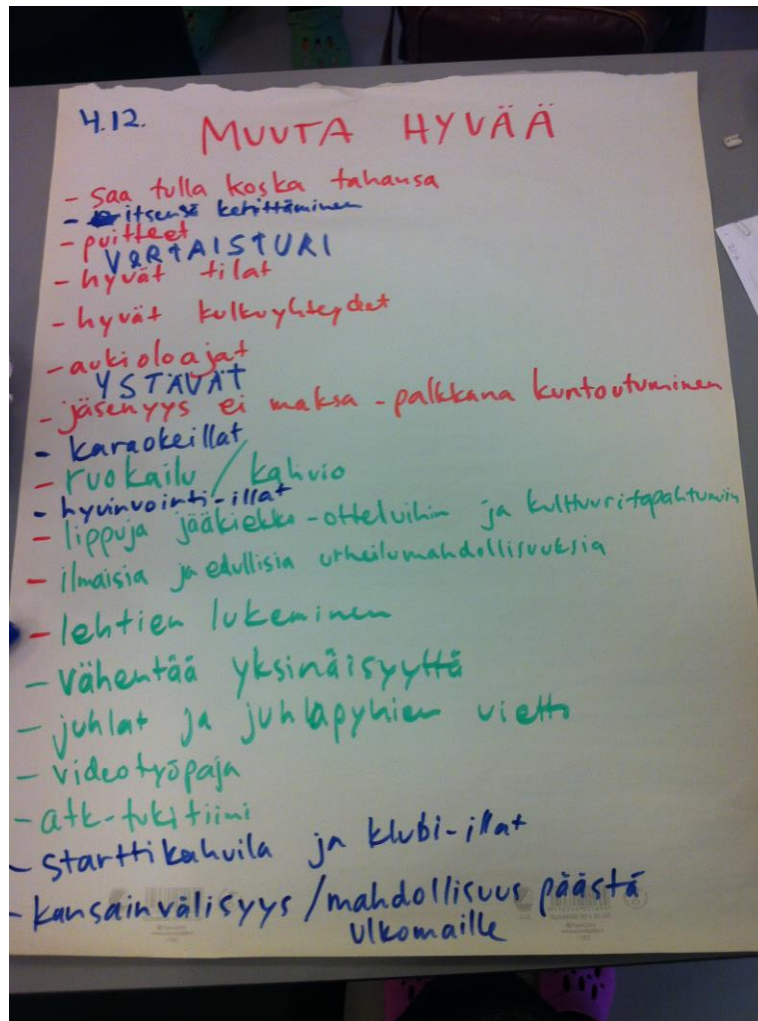 4.12. MUUTA HYVÄÄ
- saa tulla koska tahansa
- itsensä kehittäminen
- puitteet
VERTAISTURI
- hyvät tilat
- hyvät kulkuyhteydet
- aukioloajat
YSTÄVÄT
- jäsenyys ei maksa - palkkana kuntoutuminen
- karaokeillat
- ruokailu / kahvio
- hyvinvointi-illat
- lippuja jääkiekko-otteluihin ja kulttuuritapahtumiin
- ilmaisia ja edullisia urheilumahdollisuuksia
- lehtien lukeminen
- vähentää yksinäisyyttä
- juhlat ja juhlapyhien vietto
- videotyöpaja
- atk-tukitiimi
- starttikahvila ja klubi-illat
- kansainvälisyys / mahdollisuus päästä
ulkomaille